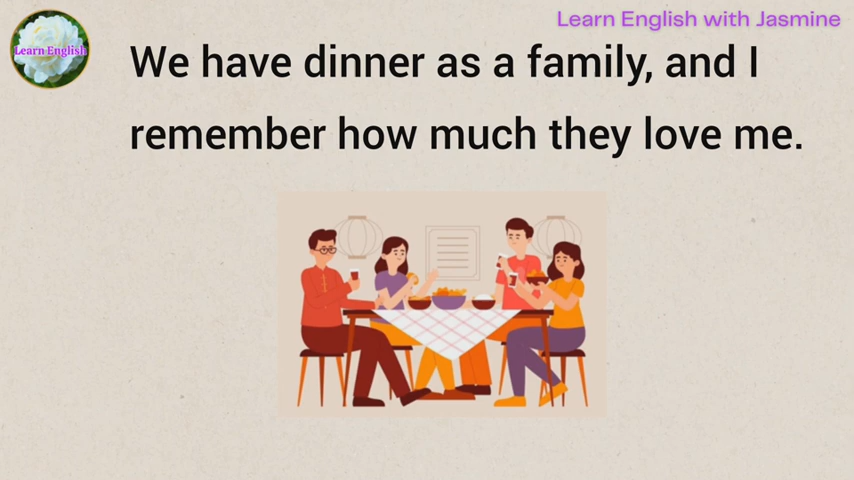 Learn English with Jasmine
Learn English
We have dinner as a family, and I
remember how much they love me.